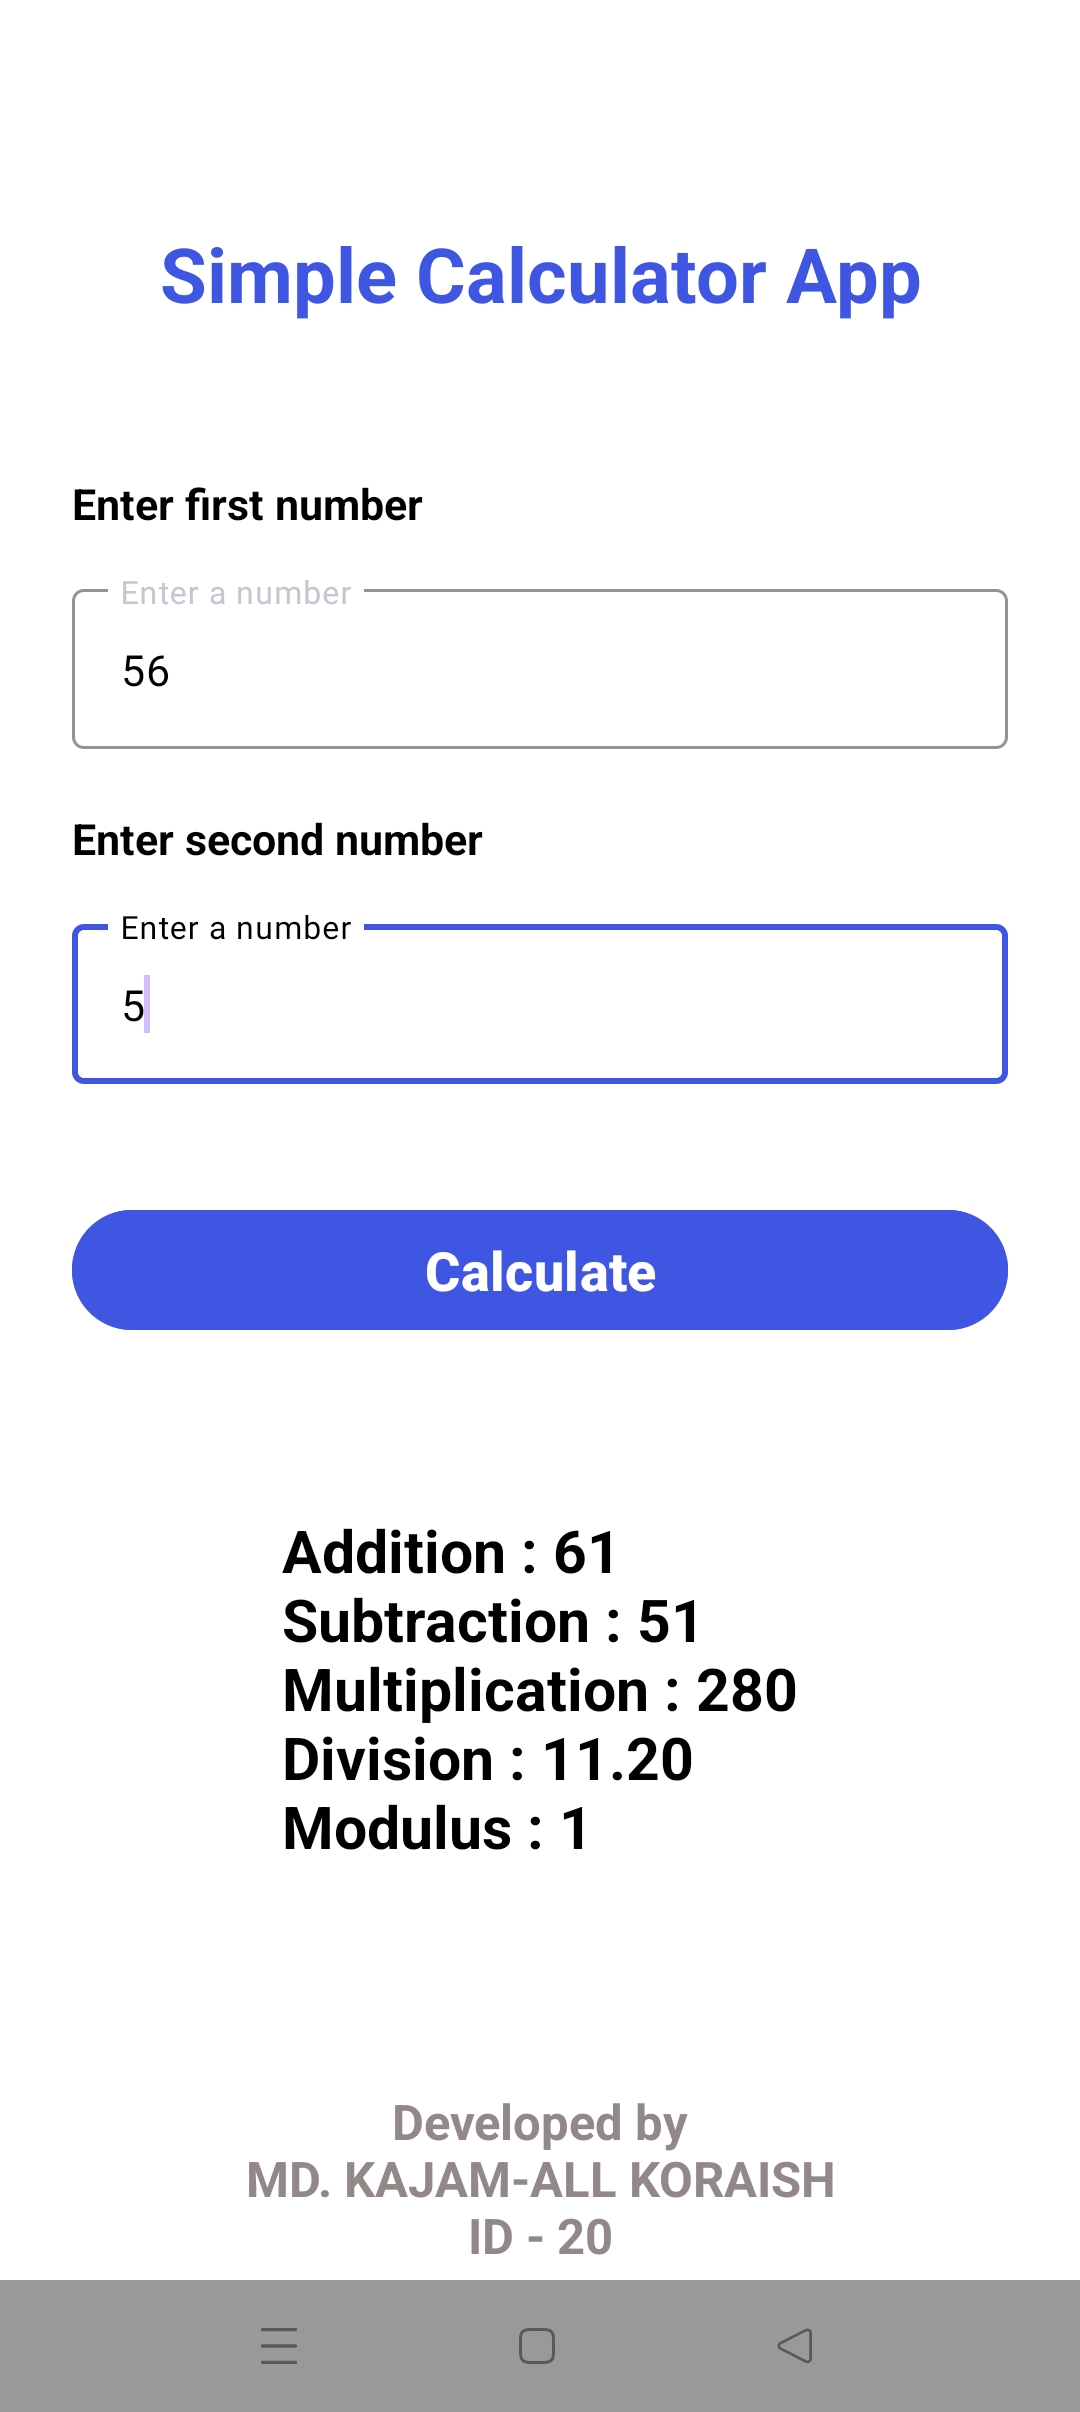 Simple Calculator App
Enter first number
Enter a number
56
Enter second number
Enter a number
5
Calculate
Addition : 61
Subtraction : 51
Multiplication : 280
Division : 11.20
Modulus : 1
Developed by
MD. KAJAM-ALL KORAISH
ID - 20